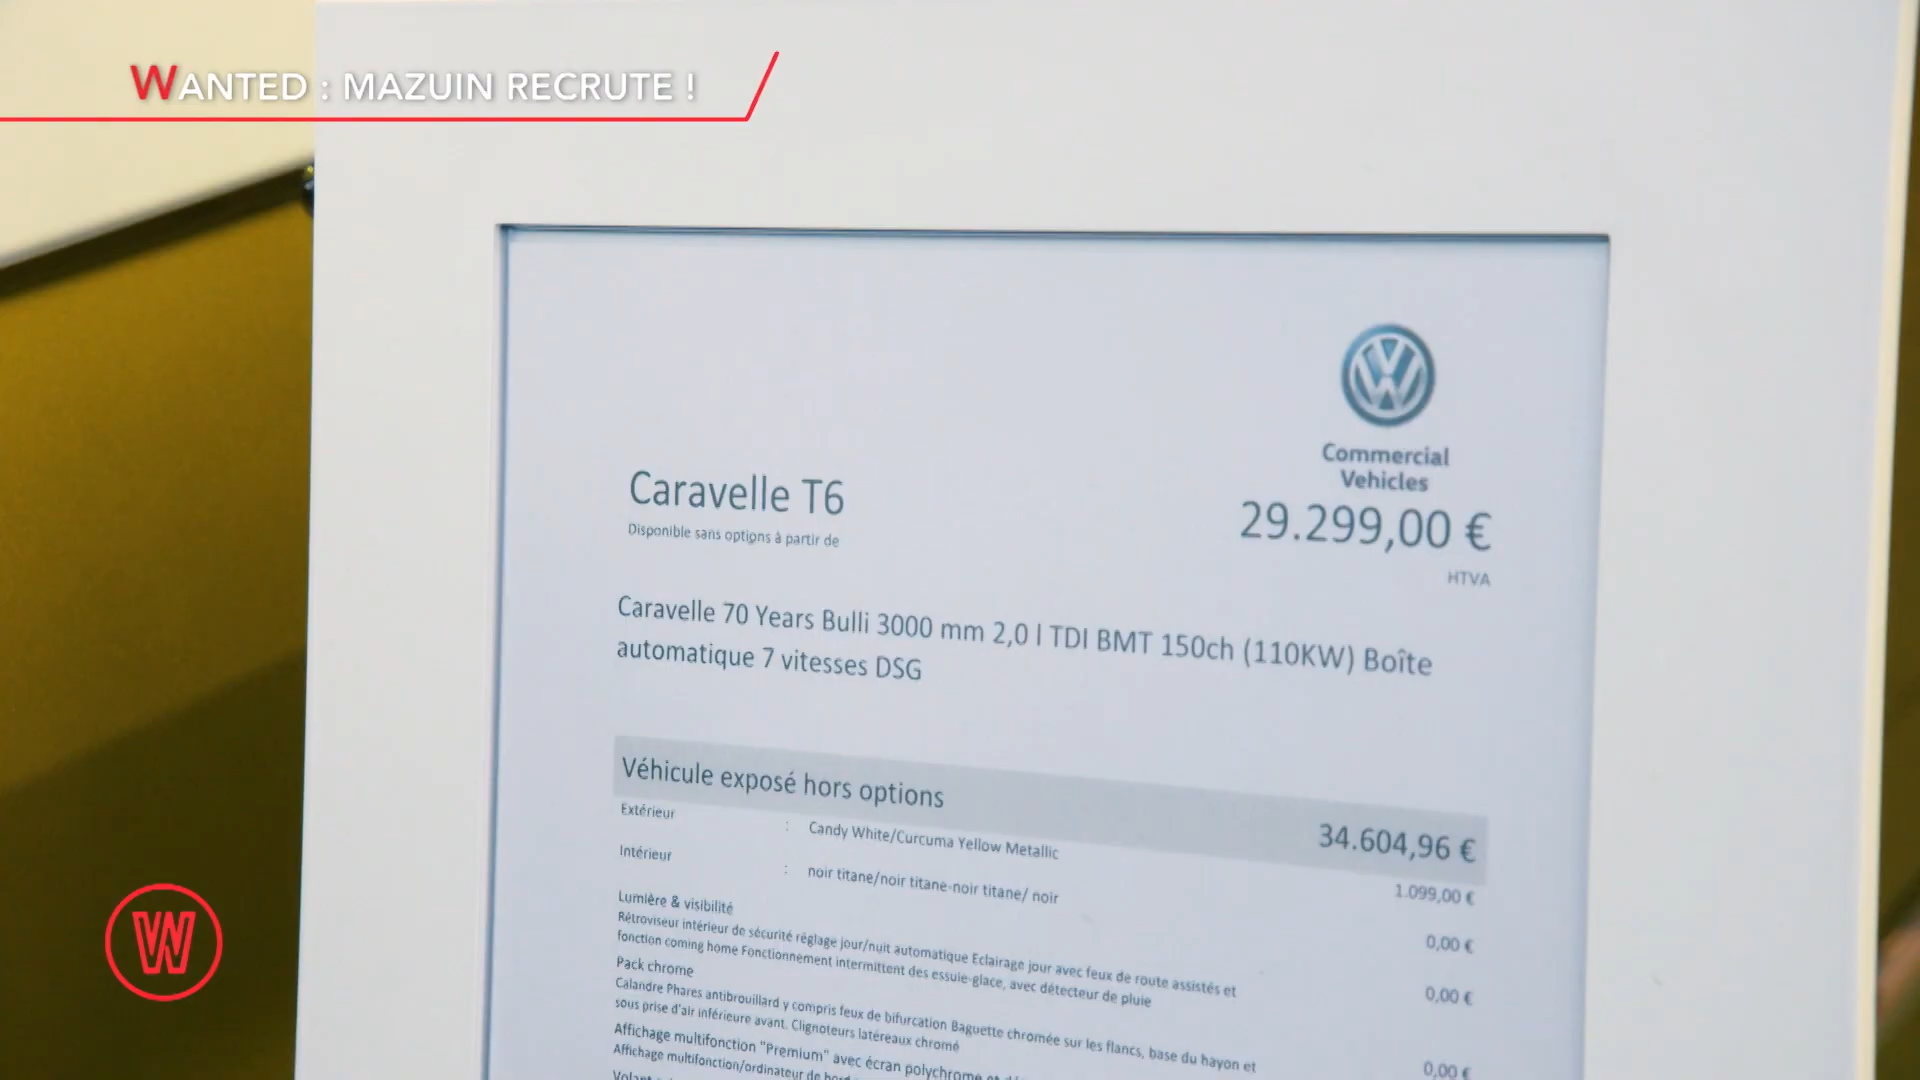 WANTED : MAZUIN RECRUTE !
Commercial
Vehicles
Caravelle T6
29.299,00 €
Disponible sans options à partir de
HTVA
Caravelle 70 Years Bulli 3000 mm 2,0 l TDI BMT 150ch (110KW) Boîte
automatique 7 vitesses DSG
Véhicule exposé hors options
34.604,96 €
Extérieur : Candy White/Curcuma Yellow Metallic
1.099,00 €
Intérieur : noir titane/noir titane-noir titane/ noir
0,00 €
Lumière & visibilité
0,00 €
Rétroviseur intérieur de sécurité réglage jour/nuit automatique Eclairage jour avec feux de route assistés et
fonction coming home Fonctionnement intermittent des essuie-glace, avec détecteur de pluie
Pack chrome
0,00 €
Calandre Phares antibrouillard y compris feux de bifurcation Baguette chromée sur les flancs, base du hayon et
sous prise d'air inférieure avant. Clignoteurs latéreaux chromé
Affichage multifonction "Premium" avec écran polychrome et
Affichage multifonction/ordinateur de bord
W